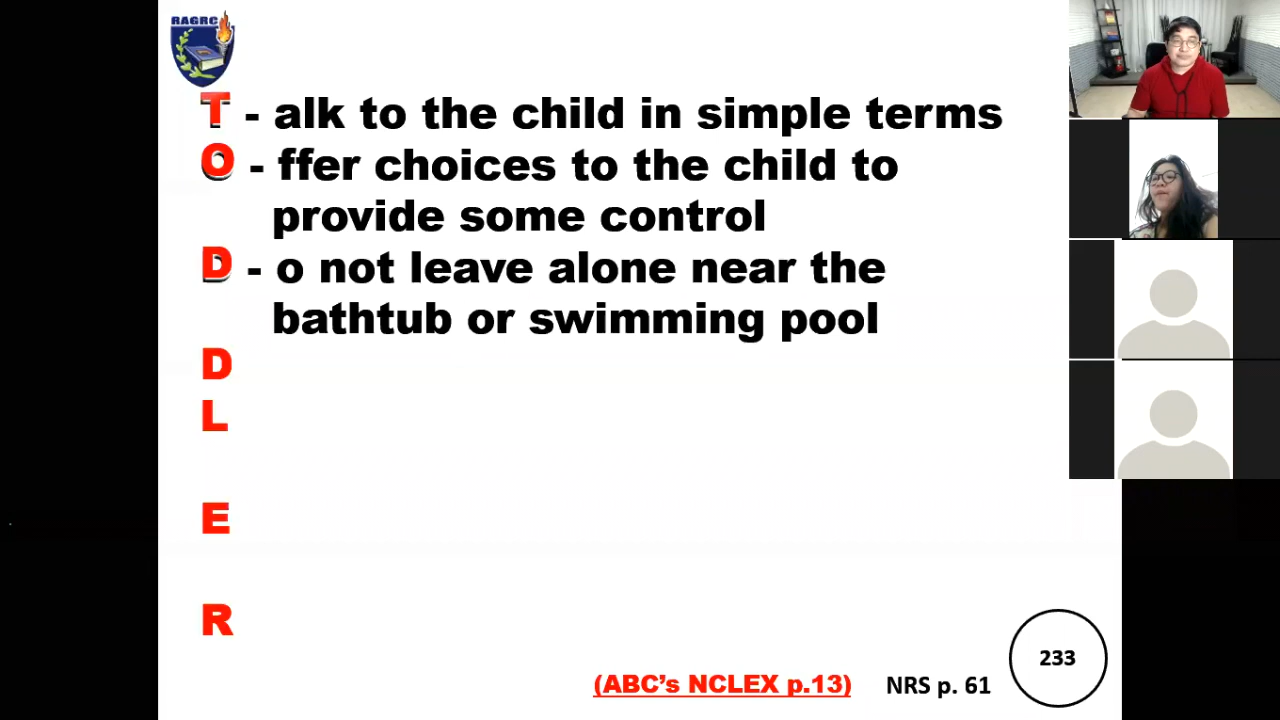 RAGRC
T - alk to the child in simple terms
O - ffer choices to the child to
provide some control
D - o not leave alone near the
bathtub or swimming pool
D
L
E
R
(ABC's NCLEX p.13) NRS p. 61
233